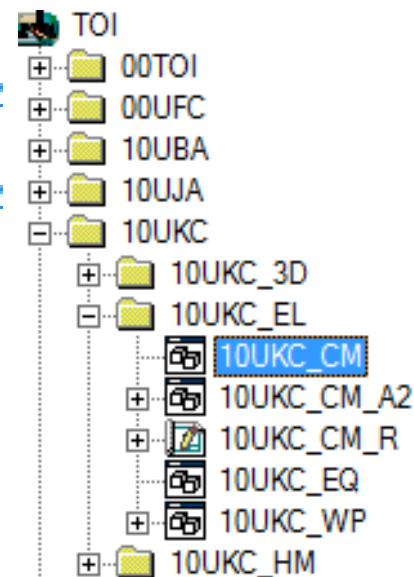 TOI
00TOI
00UFC
10UBA
10UJA
10UKC
10UKC_3D
10UKC_EL
10UKC_CM
10UKC_CM_A2
10UKC_CM_R
10UKC_EQ
10UKC_WP
10UKC_HM